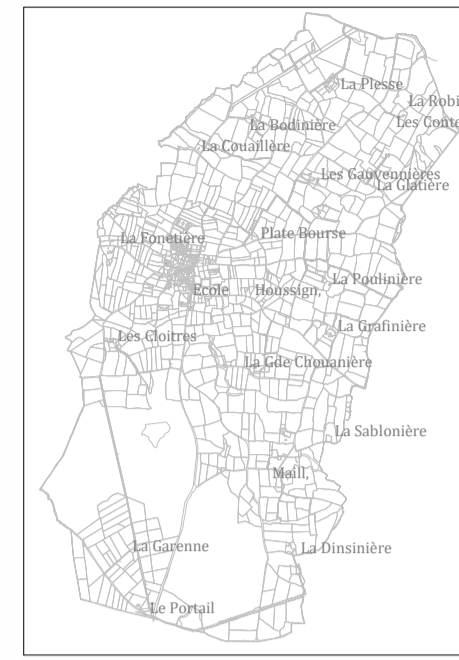 La Plesse
La Robi
La Bodinière
Les Conte
La Couaillère
Les Gauvennières
La Glatière
La Fonetière
Plate Bourse
La Poulinière
Ecole
Houssign,
La Grafinière
Les Cloitres
La Gde Chouanière
La Sablonière
Maill,
La Garenne
La Dinsinière
Le Portail